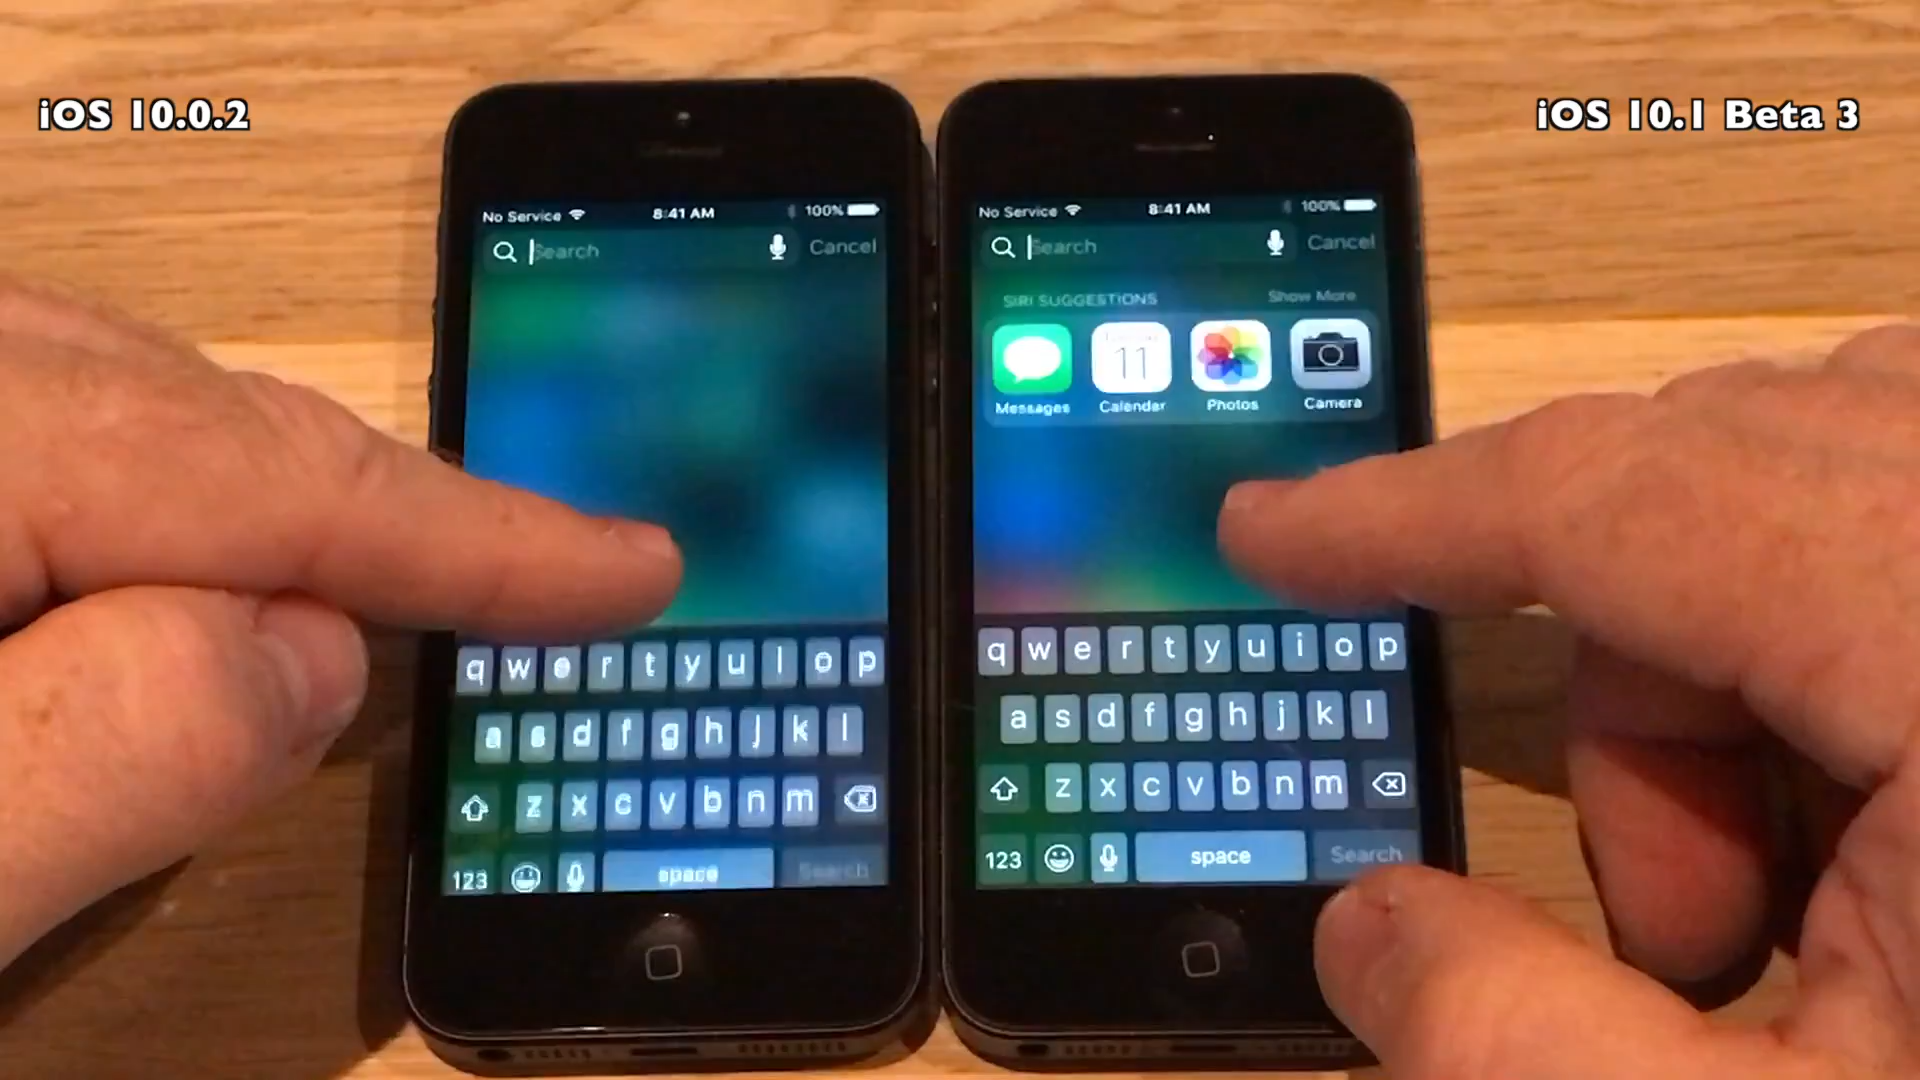 iOS 10.0.2
iOS 10.1 Beta 3
No Service 8:41 AM 100%
Search Cancel
q w e r t y u i o p
a s d f g h j k l
z x c v b n m
123 space Search
No Service 8:41 AM 100%
Search Cancel
SIRI SUGGESTIONS Show More
11
Messages Calendar Photos Camera
q w e r t y u i o p
a s d f g h j k l
z x c v b n m
123 space Search